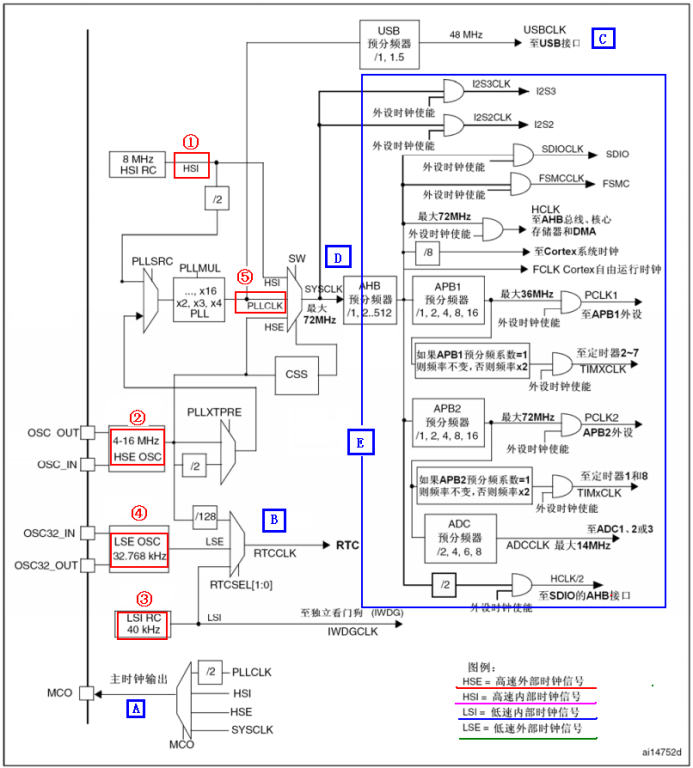 USB
预分频器
/1, 1.5
48 MHz
USBCLK
至USB接口
C
I2S3CLK
I2S3
外设时钟使能
I2S2CLK
I2S2
外设时钟使能
①
8 MHz
HSI RC
HSI
SDIOCLK
SDIO
外设时钟使能
FSMCCLK
FSMC
外设时钟使能
/2
最大72MHz
HCLK
至AHB总线、核心
存储器和DMA
外设时钟使能
/8
至Cortex系统时钟
FCLK Cortex自由运行时钟
PLLSRC
PLLMUL
⑤
SW
D
..., x16
x2, x3, x4
PLL
PLLCLK
HSI
HSE
SYSCLK
最大
72MHz
AHB
预分频器
/1, 2..512
APB1
预分频器
/1, 2, 4, 8, 16
最大36MHz
PCLK1
至APB1外设
外设时钟使能
CSS
如果APB1预分频系数=1
则频率不变，否则频率x2
至定时器2~7
TIMXCLK
外设时钟使能
②
PLLXTPRE
OSC_OUT
OSC_IN
4-16 MHz
HSE OSC
/2
E
APB2
预分频器
/1, 2, 4, 8, 16
最大72MHz
PCLK2
APB2外设
外设时钟使能
如果APB2预分频系数=1
则频率不变，否则频率x2
至定时器1和8
TIMxCLK
外设时钟使能
④
/128
B
OSC32_IN
OSC32_OUT
LSE OSC
32.768 kHz
LSE
RTCCLK
RTC
RTCSEL[1:0]
ADC
预分频器
/2, 4, 6, 8
至ADC1、2或3
ADCCLK 最大14MHz
/2
HCLK/2
至SDIO的AHB接口
外设时钟使能
③
LSI RC
40 kHz
LSI
至独立看门狗 (IWDG)
IWDGCLK
MCO
主时钟输出
A
/2
PLLCLK
HSI
HSE
SYSCLK
MCO
图例：
HSE = 高速外部时钟信号
HSI = 高速内部时钟信号
LSI = 低速内部时钟信号
LSE = 低速外部时钟信号
ai14752d